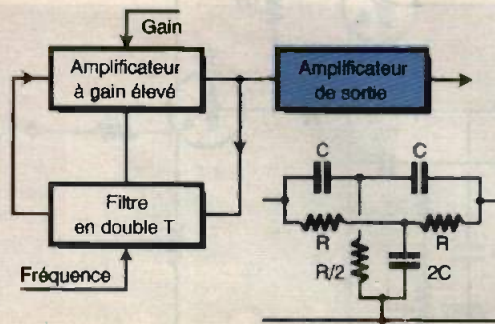 Gain
Amplificateur
à gain élevé
Amplificateur
de sortie
Filtre
en double T
Fréquence
C
C
R
R
R/2
2C